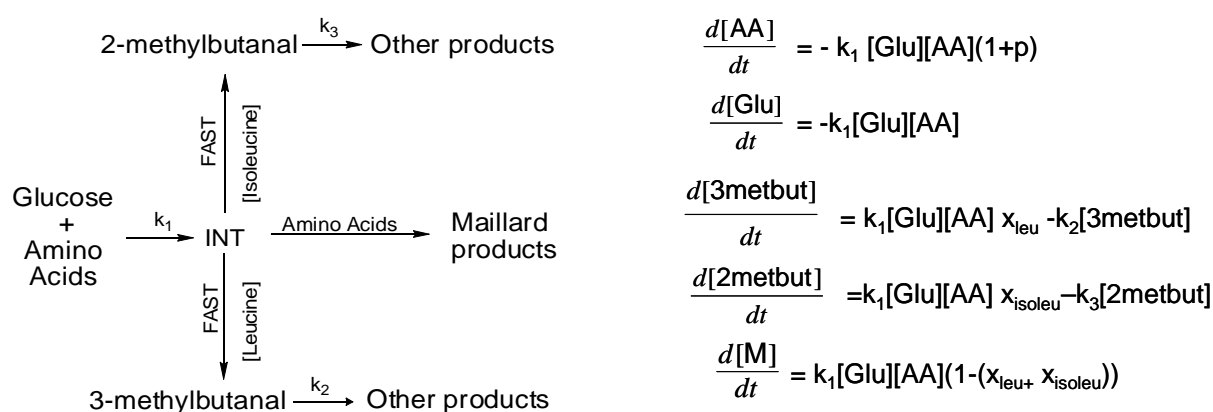 2-methylbutanal k3 Other products
FAST
[Isoleucine]
Glucose
+
Amino
Acids
k1
INT
Amino Acids
Maillard
products
FAST
[Leucine]
3-methylbutanal k2 Other products
d[AA]/dt = - k1 [Glu][AA](1+p)
d[Glu]/dt = -k1[Glu][AA]
d[3metbut]/dt = k1[Glu][AA] xleu -k2[3metbut]
d[2metbut]/dt =k1[Glu][AA] xisoleu–k3[2metbut]
d[M]/dt = k1[Glu][AA](1-(xleu+ xisoleu))